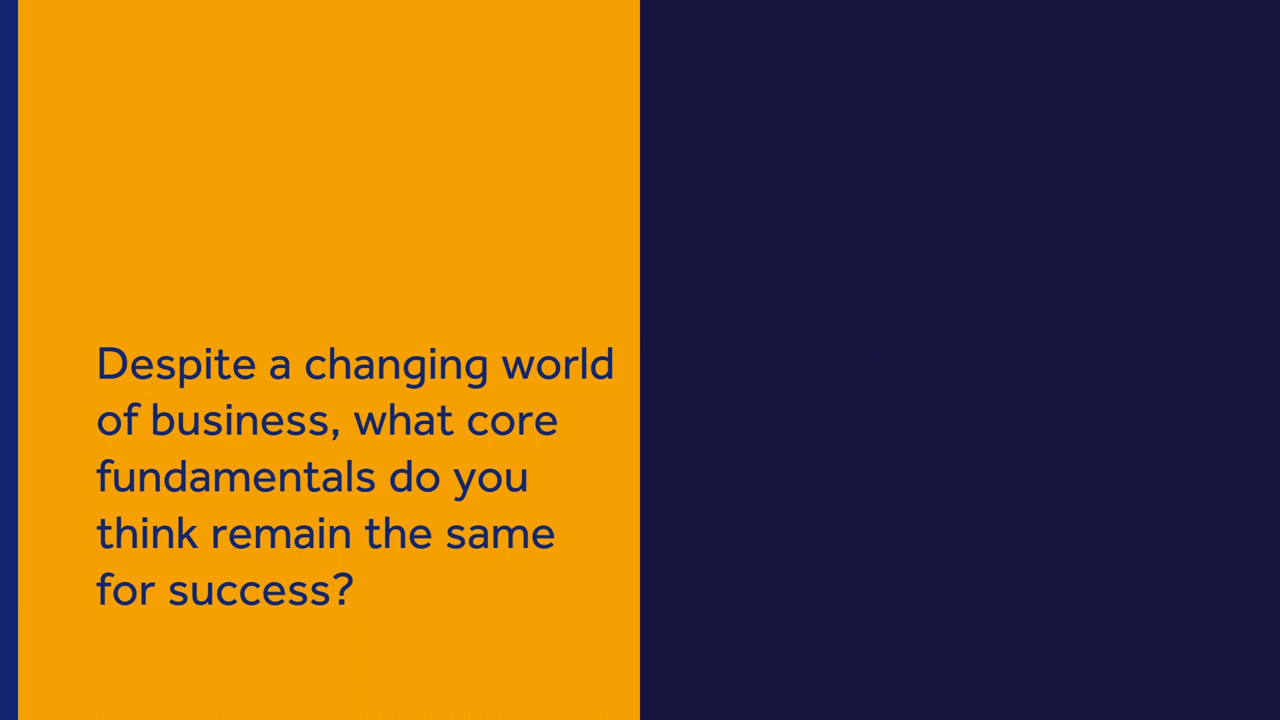 Despite a changing world
of business, what core
fundamentals do you
think remain the same
for success?